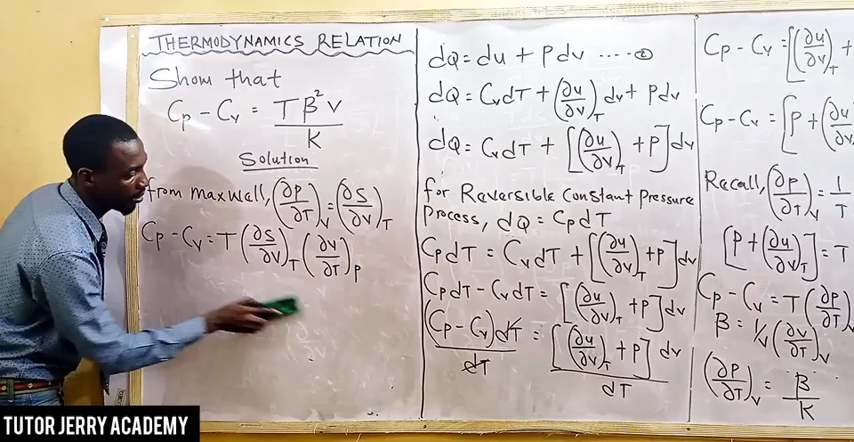 THERMODYNAMICS RELATION
Show that
Cp - Cv = Tβ²v / K
Solution
from maxwell, (∂P/∂T)v = (∂S/∂v)T
Cp - Cv = T(∂S/∂v)T (∂v/∂T)P
dQ = du + Pdv ....②
dQ = CvdT + (∂u/∂v)T dv + Pdv
dQ = CvdT + [(∂u/∂v)T + P]dv
for Reversible Constant Pressure
Process, dQ = CpdT
CpdT = CvdT + [(∂u/∂v)T + P]dv
CpdT - CvdT = [(∂u/∂v)T + P]dv
(Cp - Cv)dT / dT = [(∂u/∂v)T + P]dv / dT
Cp - Cv = [(∂u/∂v)T +
Cp - Cv = [P + (∂u/∂v
Recall, (∂P/∂T)v = 1/T
[P + (∂u/∂v)T] = T
Cp - Cv = T(∂P/∂T)v
β = 1/v (∂v/∂T)v
(∂P/∂T)v = β/K
TUTOR JERRY ACADEMY